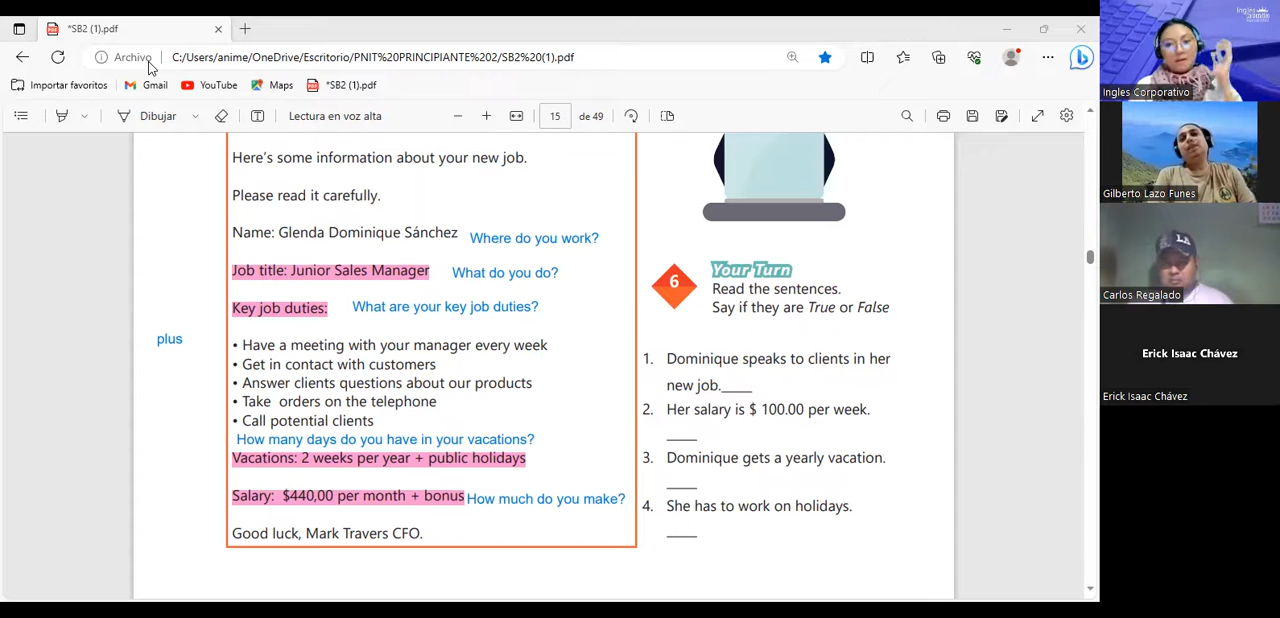 *SB2 (1).pdf
Archivo
C:/Users/anime/OneDrive/Escritorio/PNIT%20PRINCIPIANTE%202/SB2%20(1).pdf
Importar favoritos
Gmail
YouTube
Maps
*SB2 (1).pdf
Dibujar
Lectura en voz alta
15
de 49
Here's some information about your new job.
Please read it carefully.
Name: Glenda Dominique Sánchez
Where do you work?
Job title: Junior Sales Manager
What do you do?
Key job duties:
What are your key job duties?
plus
• Have a meeting with your manager every week
• Get in contact with customers
• Answer clients questions about our products
• Take orders on the telephone
• Call potential clients
How many days do you have in your vacations?
Vacations: 2 weeks per year + public holidays
Salary: $440,00 per month + bonus
How much do you make?
Good luck, Mark Travers CFO.
6
Your Turn
Read the sentences.
Say if they are True or False
1. Dominique speaks to clients in her
new job.____
2. Her salary is $ 100.00 per week.
____
3. Dominique gets a yearly vacation.
____
4. She has to work on holidays.
____
Ingles Corporativo
Gilberto Lazo Funes
LA
Carlos Regalado
Erick Isaac Chávez
Erick Isaac Chávez